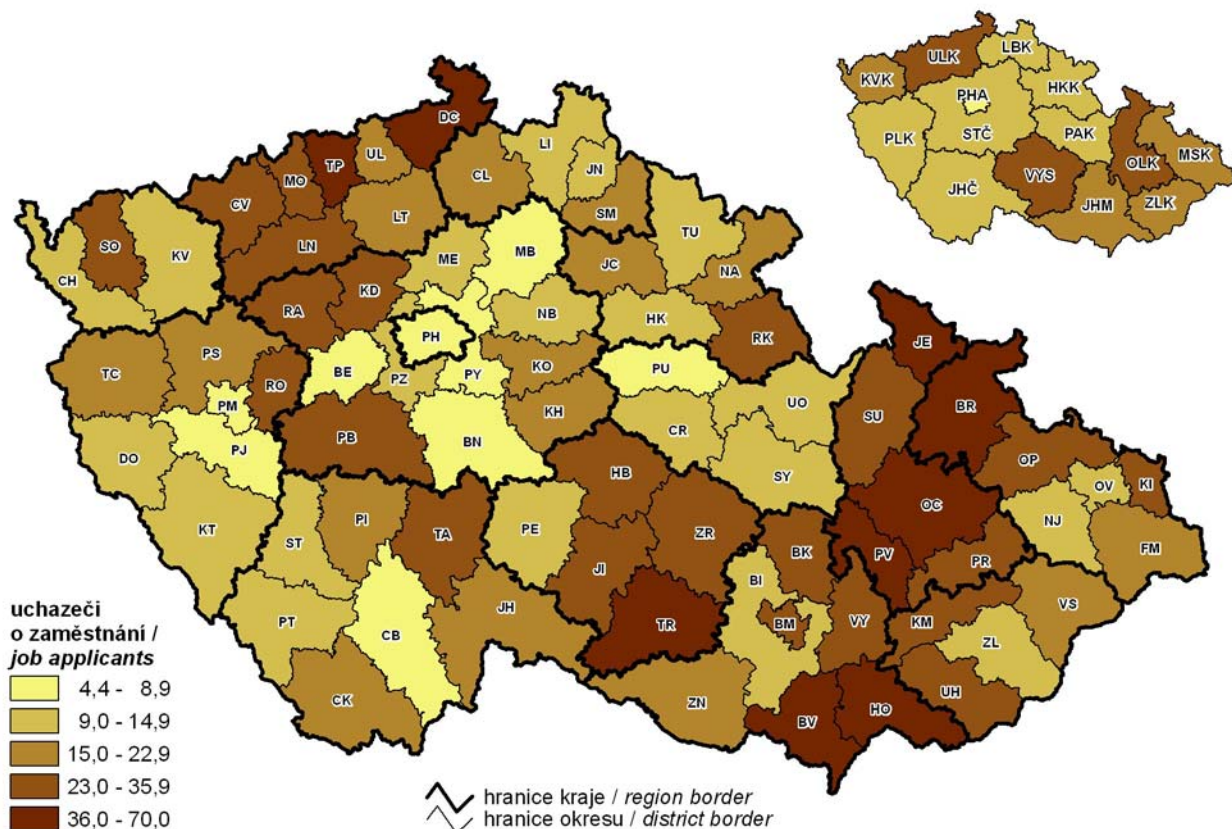 LBK
ULK
KVK
HKK
PHA
STČ
PLK
PAK
MSK
OLK
VYS
JHČ
JHM
ZLK
DC
TP
UL
LI
MO
JN
CL
CV
LT
SM
SO
KV
LN
ME
MB
TU
CH
JC
NA
KD
RA
NB
HK
PH
RK
JE
PS
TC
BE
PZ
PY
KO
PU
RO
PM
KH
UO
SU
BR
PB
BN
CR
DO
PJ
OP
HB
SY
OV
KI
OC
PI
TA
NJ
KT
ST
PE
ZR
BK
PV
PR
FM
JI
BI
VS
PT
CB
JH
TR
BM
VY
KM
ZL
CK
ZN
UH
BV
HO
uchazeči
o zaměstnání /
job applicants
4,4 - 8,9
9,0 - 14,9
15,0 - 22,9
23,0 - 35,9
36,0 - 70,0
hranice kraje / region border
hranice okresu / district border